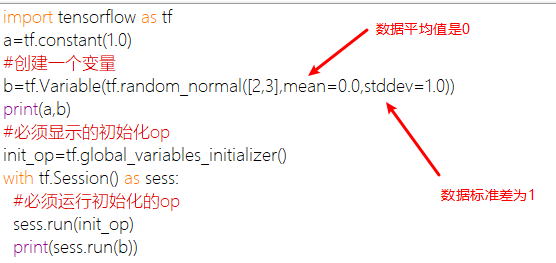 import tensorflow as tf
a=tf.constant(1.0)
#创建一个变量
b=tf.Variable(tf.random_normal([2,3],mean=0.0,stddev=1.0))
print(a,b)
#必须显示的初始化op
init_op=tf.global_variables_initializer()
with tf.Session() as sess:
#必须运行初始化的op
sess.run(init_op)
print(sess.run(b))
数据平均值是0
数据标准差为1